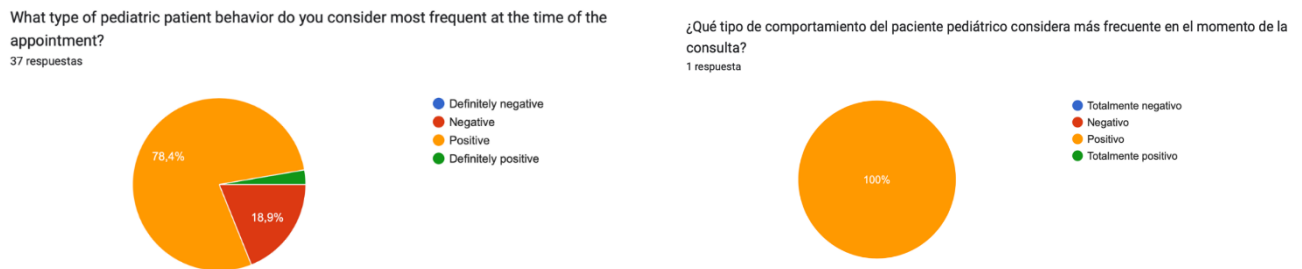 What type of pediatric patient behavior do you consider most frequent at the time of the
appointment?
37 respuestas
78,4%
18,9%
Definitely negative
Negative
Positive
Definitely positive
¿Qué tipo de comportamiento del paciente pediátrico considera más frecuente en el momento de la
consulta?
1 respuesta
100%
Totalmente negativo
Negativo
Positivo
Totalmente positivo